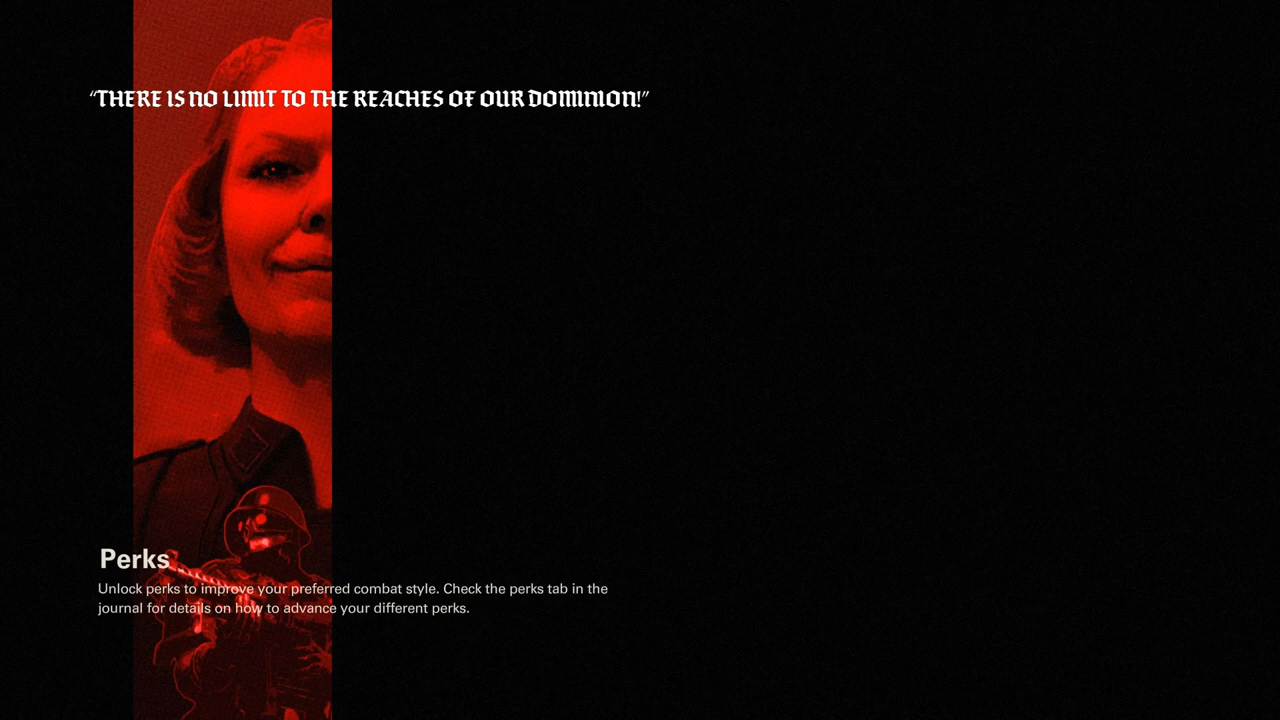 “THERE IS NO LIMIT TO THE REACHES OF OUR DOMINION!”
Perks
Unlock perks to improve your preferred combat style. Check the perks tab in the
journal for details on how to advance your different perks.